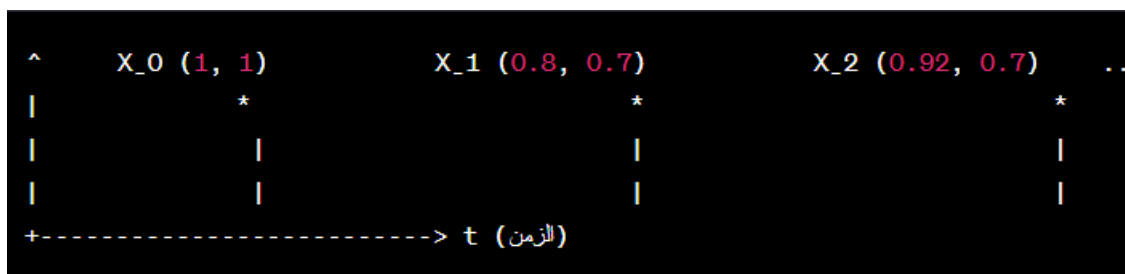 ^ X_0 (1, 1) X_1 (0.8, 0.7) X_2 (0.92, 0.7) ..
| * * *
| | | |
| | | |
+--------------------------> t (الزمن)